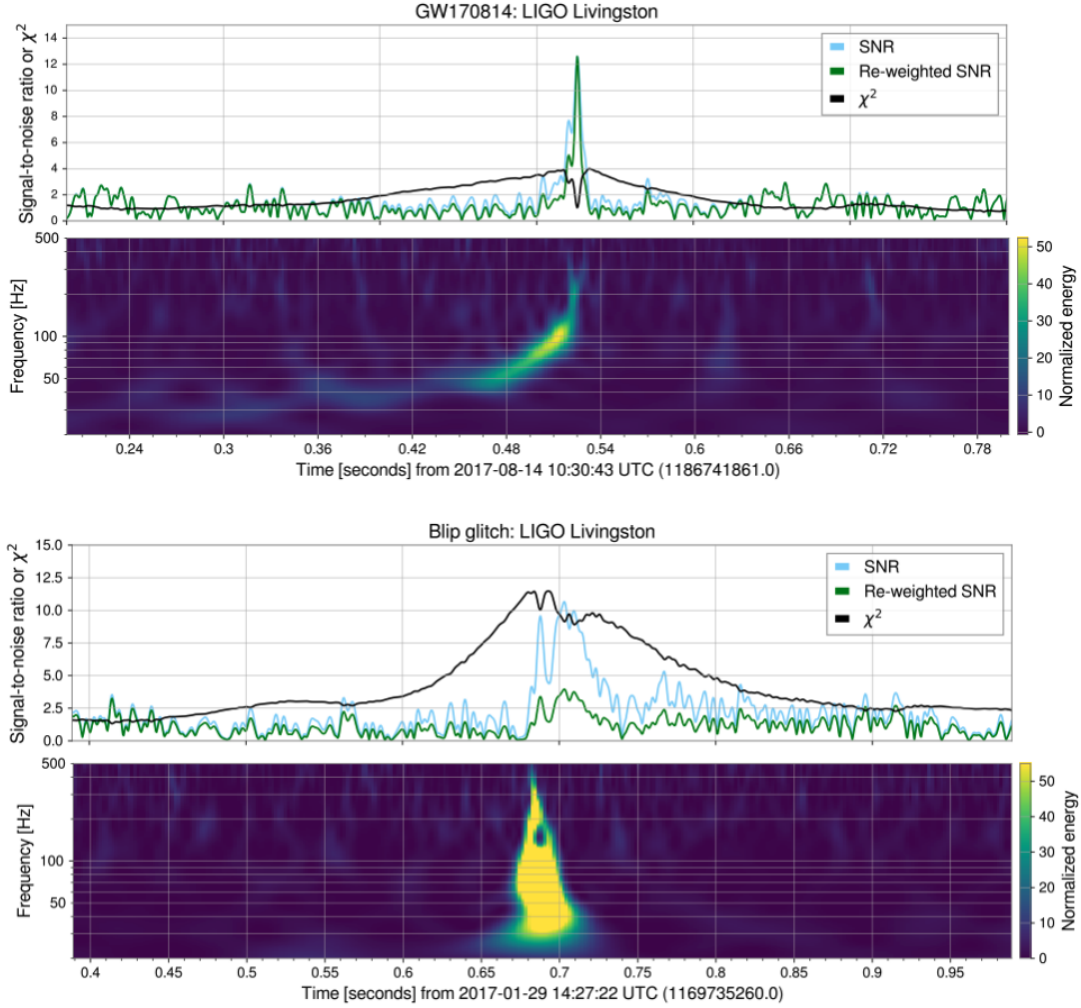 GW170814: LIGO Livingston
Signal-to-noise ratio or χ²
14
12
10
8
6
4
2
0
SNR
Re-weighted SNR
χ²
Frequency [Hz]
500
100
50
0.24 0.3 0.36 0.42 0.48 0.54 0.6 0.66 0.72 0.78
Time [seconds] from 2017-08-14 10:30:43 UTC (1186741861.0)
50
40
30
20
10
0
Normalized energy
Blip glitch: LIGO Livingston
Signal-to-noise ratio or χ²
15.0
12.5
10.0
7.5
5.0
2.5
0.0
SNR
Re-weighted SNR
χ²
Frequency [Hz]
500
100
50
0.4 0.45 0.5 0.55 0.6 0.65 0.7 0.75 0.8 0.85 0.9 0.95
Time [seconds] from 2017-01-29 14:27:22 UTC (1169735260.0)
50
40
30
20
10
0
Normalized energy